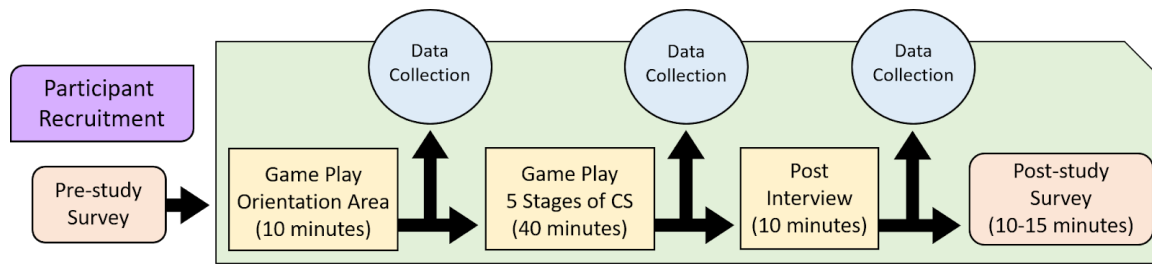 Participant
Recruitment
Pre-study
Survey
Game Play
Orientation Area
(10 minutes)
Data
Collection
Game Play
5 Stages of CS
(40 minutes)
Data
Collection
Post
Interview
(10 minutes)
Data
Collection
Post-study
Survey
(10-15 minutes)